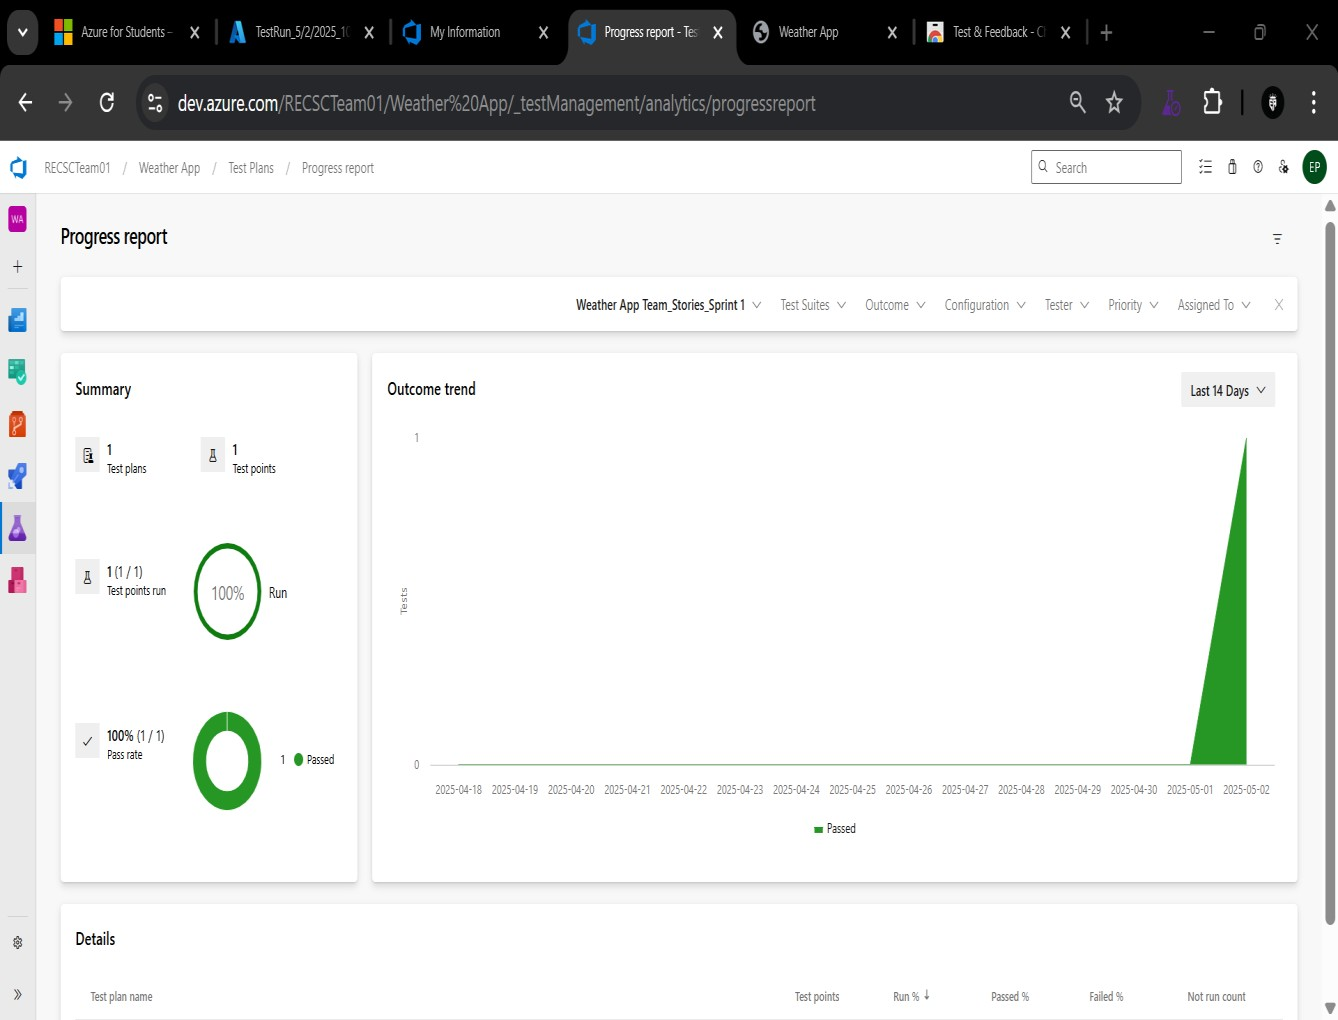 Azure for Students –
TestRun_5/2/2025_1
My Information
Progress report - Tes
Weather App
Test & Feedback - C
dev.azure.com/RECSCTeam01/Weather%20App/_testManagement/analytics/progressreport
RECSCTeam01 / Weather App / Test Plans / Progress report
Search
EP
WA
Progress report
Weather App Team_Stories_Sprint 1
Test Suites
Outcome
Configuration
Tester
Priority
Assigned To
Summary
1
Test plans
1
Test points
1 (1 / 1)
Test points run
100%
Run
100% (1 / 1)
Pass rate
1 Passed
Outcome trend
Last 14 Days
1
Tests
0
2025-04-18 2025-04-19 2025-04-20 2025-04-21 2025-04-22 2025-04-23 2025-04-24 2025-04-25 2025-04-26 2025-04-27 2025-04-28 2025-04-29 2025-04-30 2025-05-01 2025-05-02
Passed
Details
Test plan name Test points Run % ↓ Passed % Failed % Not run count